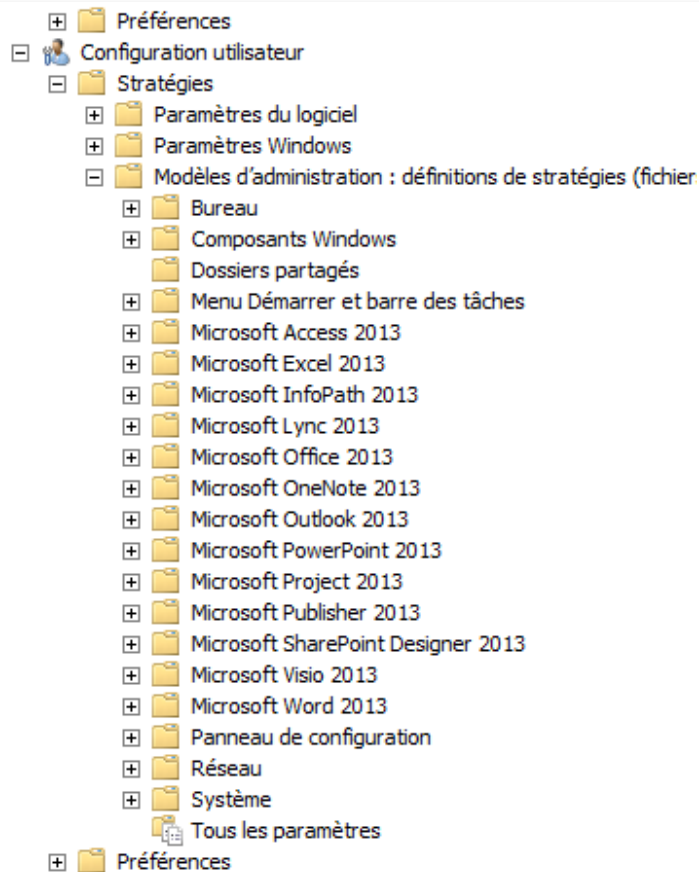 Préférences
Configuration utilisateur
Stratégies
Paramètres du logiciel
Paramètres Windows
Modèles d’administration : définitions de stratégies (fichier
Bureau
Composants Windows
Dossiers partagés
Menu Démarrer et barre des tâches
Microsoft Access 2013
Microsoft Excel 2013
Microsoft InfoPath 2013
Microsoft Lync 2013
Microsoft Office 2013
Microsoft OneNote 2013
Microsoft Outlook 2013
Microsoft PowerPoint 2013
Microsoft Project 2013
Microsoft Publisher 2013
Microsoft SharePoint Designer 2013
Microsoft Visio 2013
Microsoft Word 2013
Panneau de configuration
Réseau
Système
Tous les paramètres
Préférences